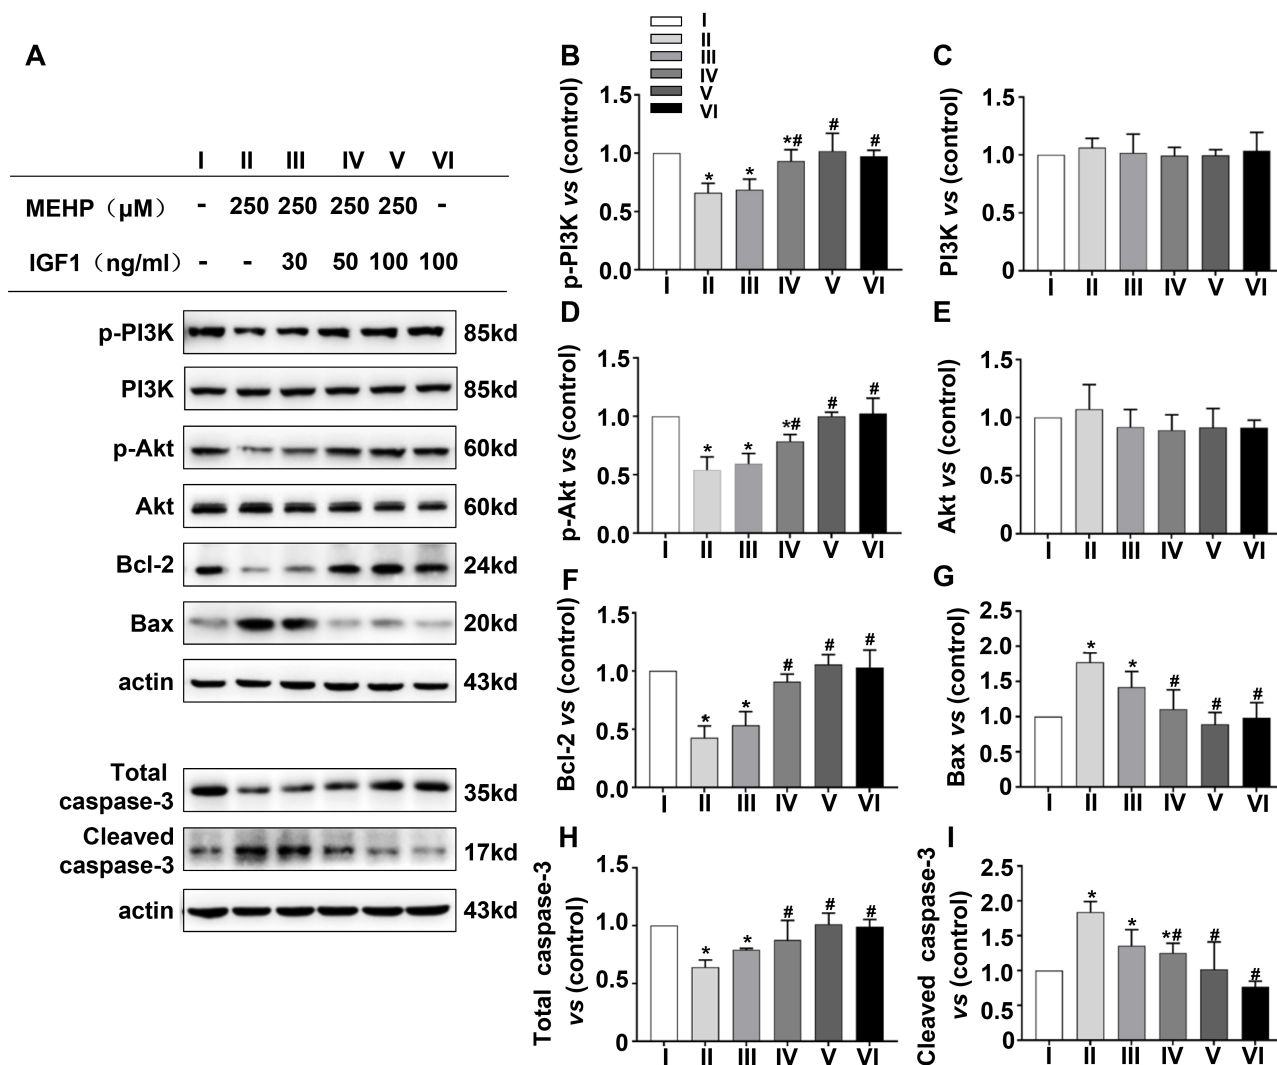 A
I II III IV V VI
MEHP（μM） - 250 250 250 250 -
IGF1（ng/ml） - - 30 50 100 100
p-PI3K 85kd
PI3K 85kd
p-Akt 60kd
Akt 60kd
Bcl-2 24kd
Bax 20kd
actin 43kd
Total
caspase-3 35kd
Cleaved
caspase-3 17kd
actin 43kd
I
II
III
IV
V
VI
B
p-PI3K vs (control)
1.5
1.0
0.5
0.0
* * *# # #
I II III IV V VI
C
PI3K vs (control)
1.5
1.0
0.5
0
I II III IV V VI
D
p-Akt vs (control)
1.5
1.0
0.5
0.0
* * *# # #
I II III IV V VI
E
Akt vs (control)
1.5
1.0
0.5
0
I II III IV V VI
F
Bcl-2 vs (control)
1.5
1.0
0.5
0
* * # # #
I II III IV V VI
G
Bax vs (control)
2.5
2.0
1.5
1.0
0.5
0
* * # # #
I II III IV V VI
H
Total caspase-3
vs (control)
1.5
1.0
0.5
0
* * # # #
I II III IV V VI
I
Cleaved caspase-3
vs (control)
2.5
2.0
1.5
1.0
0.5
0
* * *# # #
I II III IV V VI